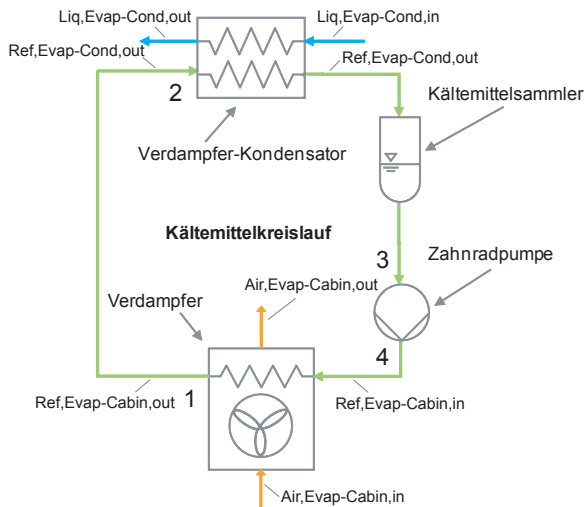 Liq,Evap-Cond,out
Liq,Evap-Cond,in
Ref,Evap-Cond,out
Ref,Evap-Cond,out
2
Kältemittelsammler
Verdampfer-Kondensator
Kältemittelkreislauf
3
Zahnradpumpe
Air,Evap-Cabin,out
Verdampfer
4
1
Ref,Evap-Cabin,out
Ref,Evap-Cabin,in
Air,Evap-Cabin,in